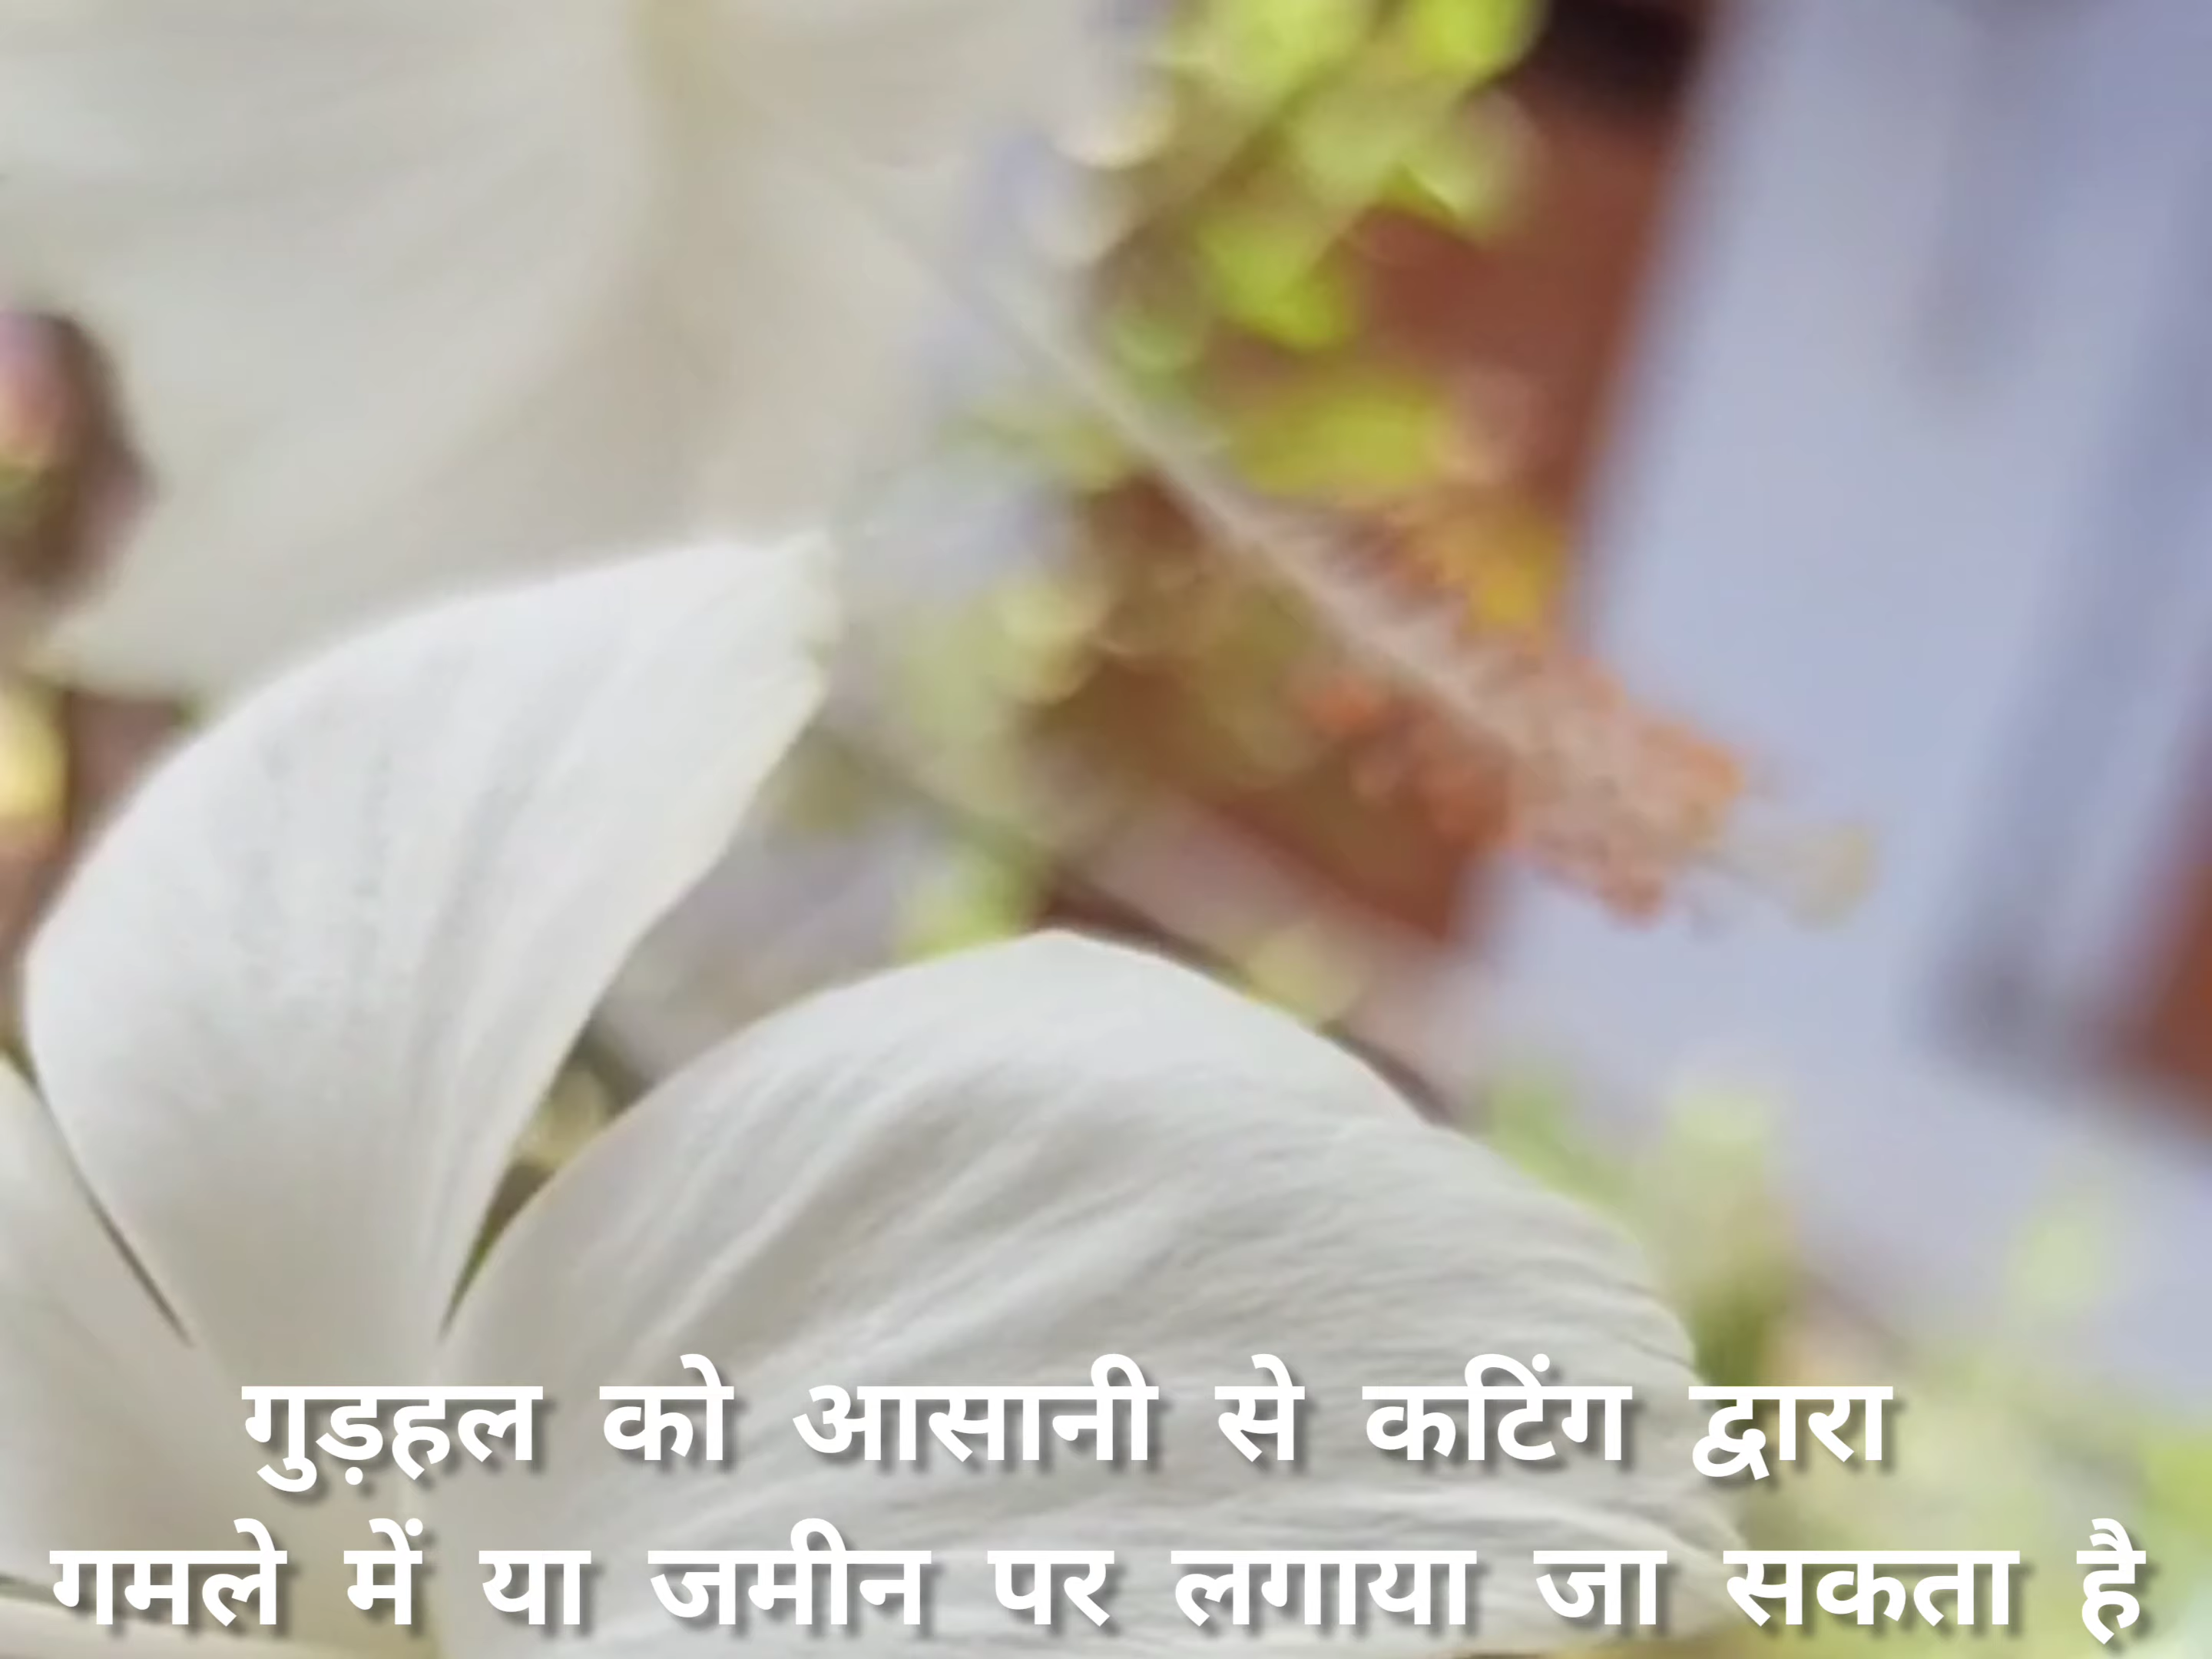 गुड़हल को आसानी से कटिंग द्वारा
गमले में या जमीन पर लगाया जा सकता है